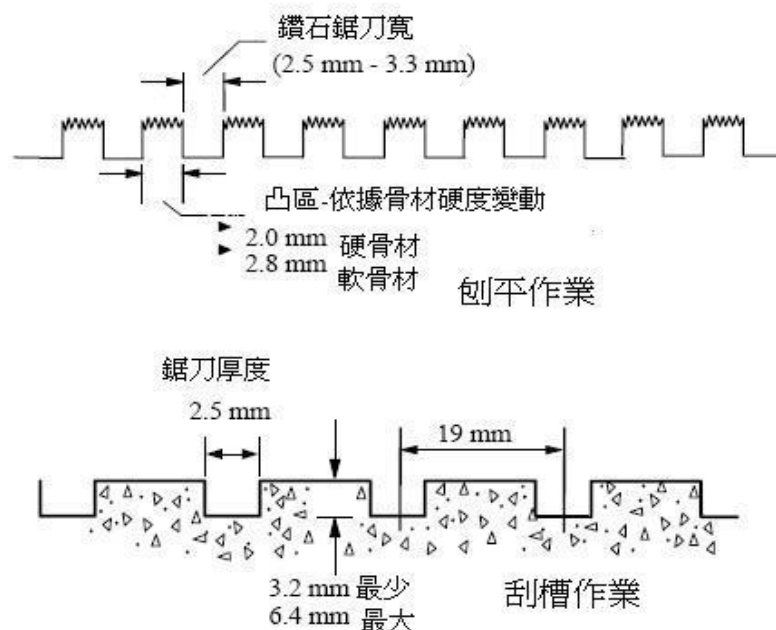 鑽石鋸刀寬
(2.5 mm - 3.3 mm)
凸區-依據骨材硬度變動
2.0 mm 硬骨材
2.8 mm 軟骨材
刨平作業
鋸刀厚度
2.5 mm
19 mm
3.2 mm 最少
6.4 mm 最大
刮槽作業